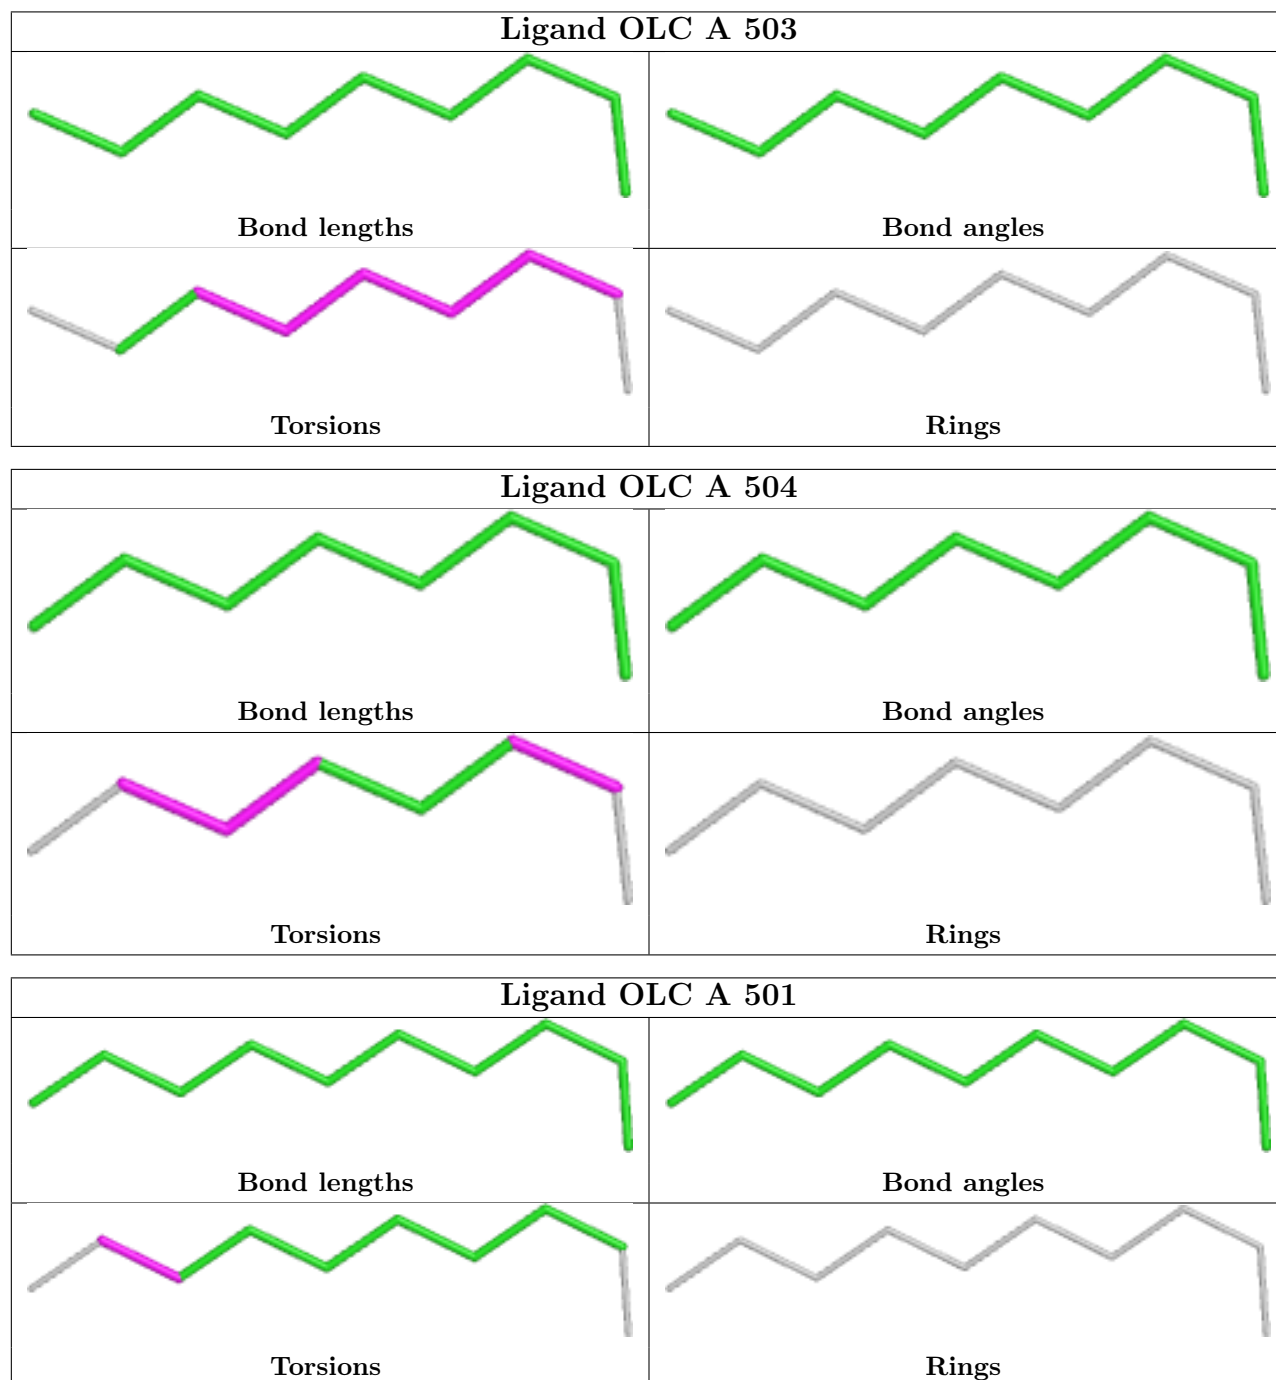 Ligand OLC A 503
Bond lengths
Bond angles
Torsions
Rings
Ligand OLC A 504
Bond lengths
Bond angles
Torsions
Rings
Ligand OLC A 501
Bond lengths
Bond angles
Torsions
Rings